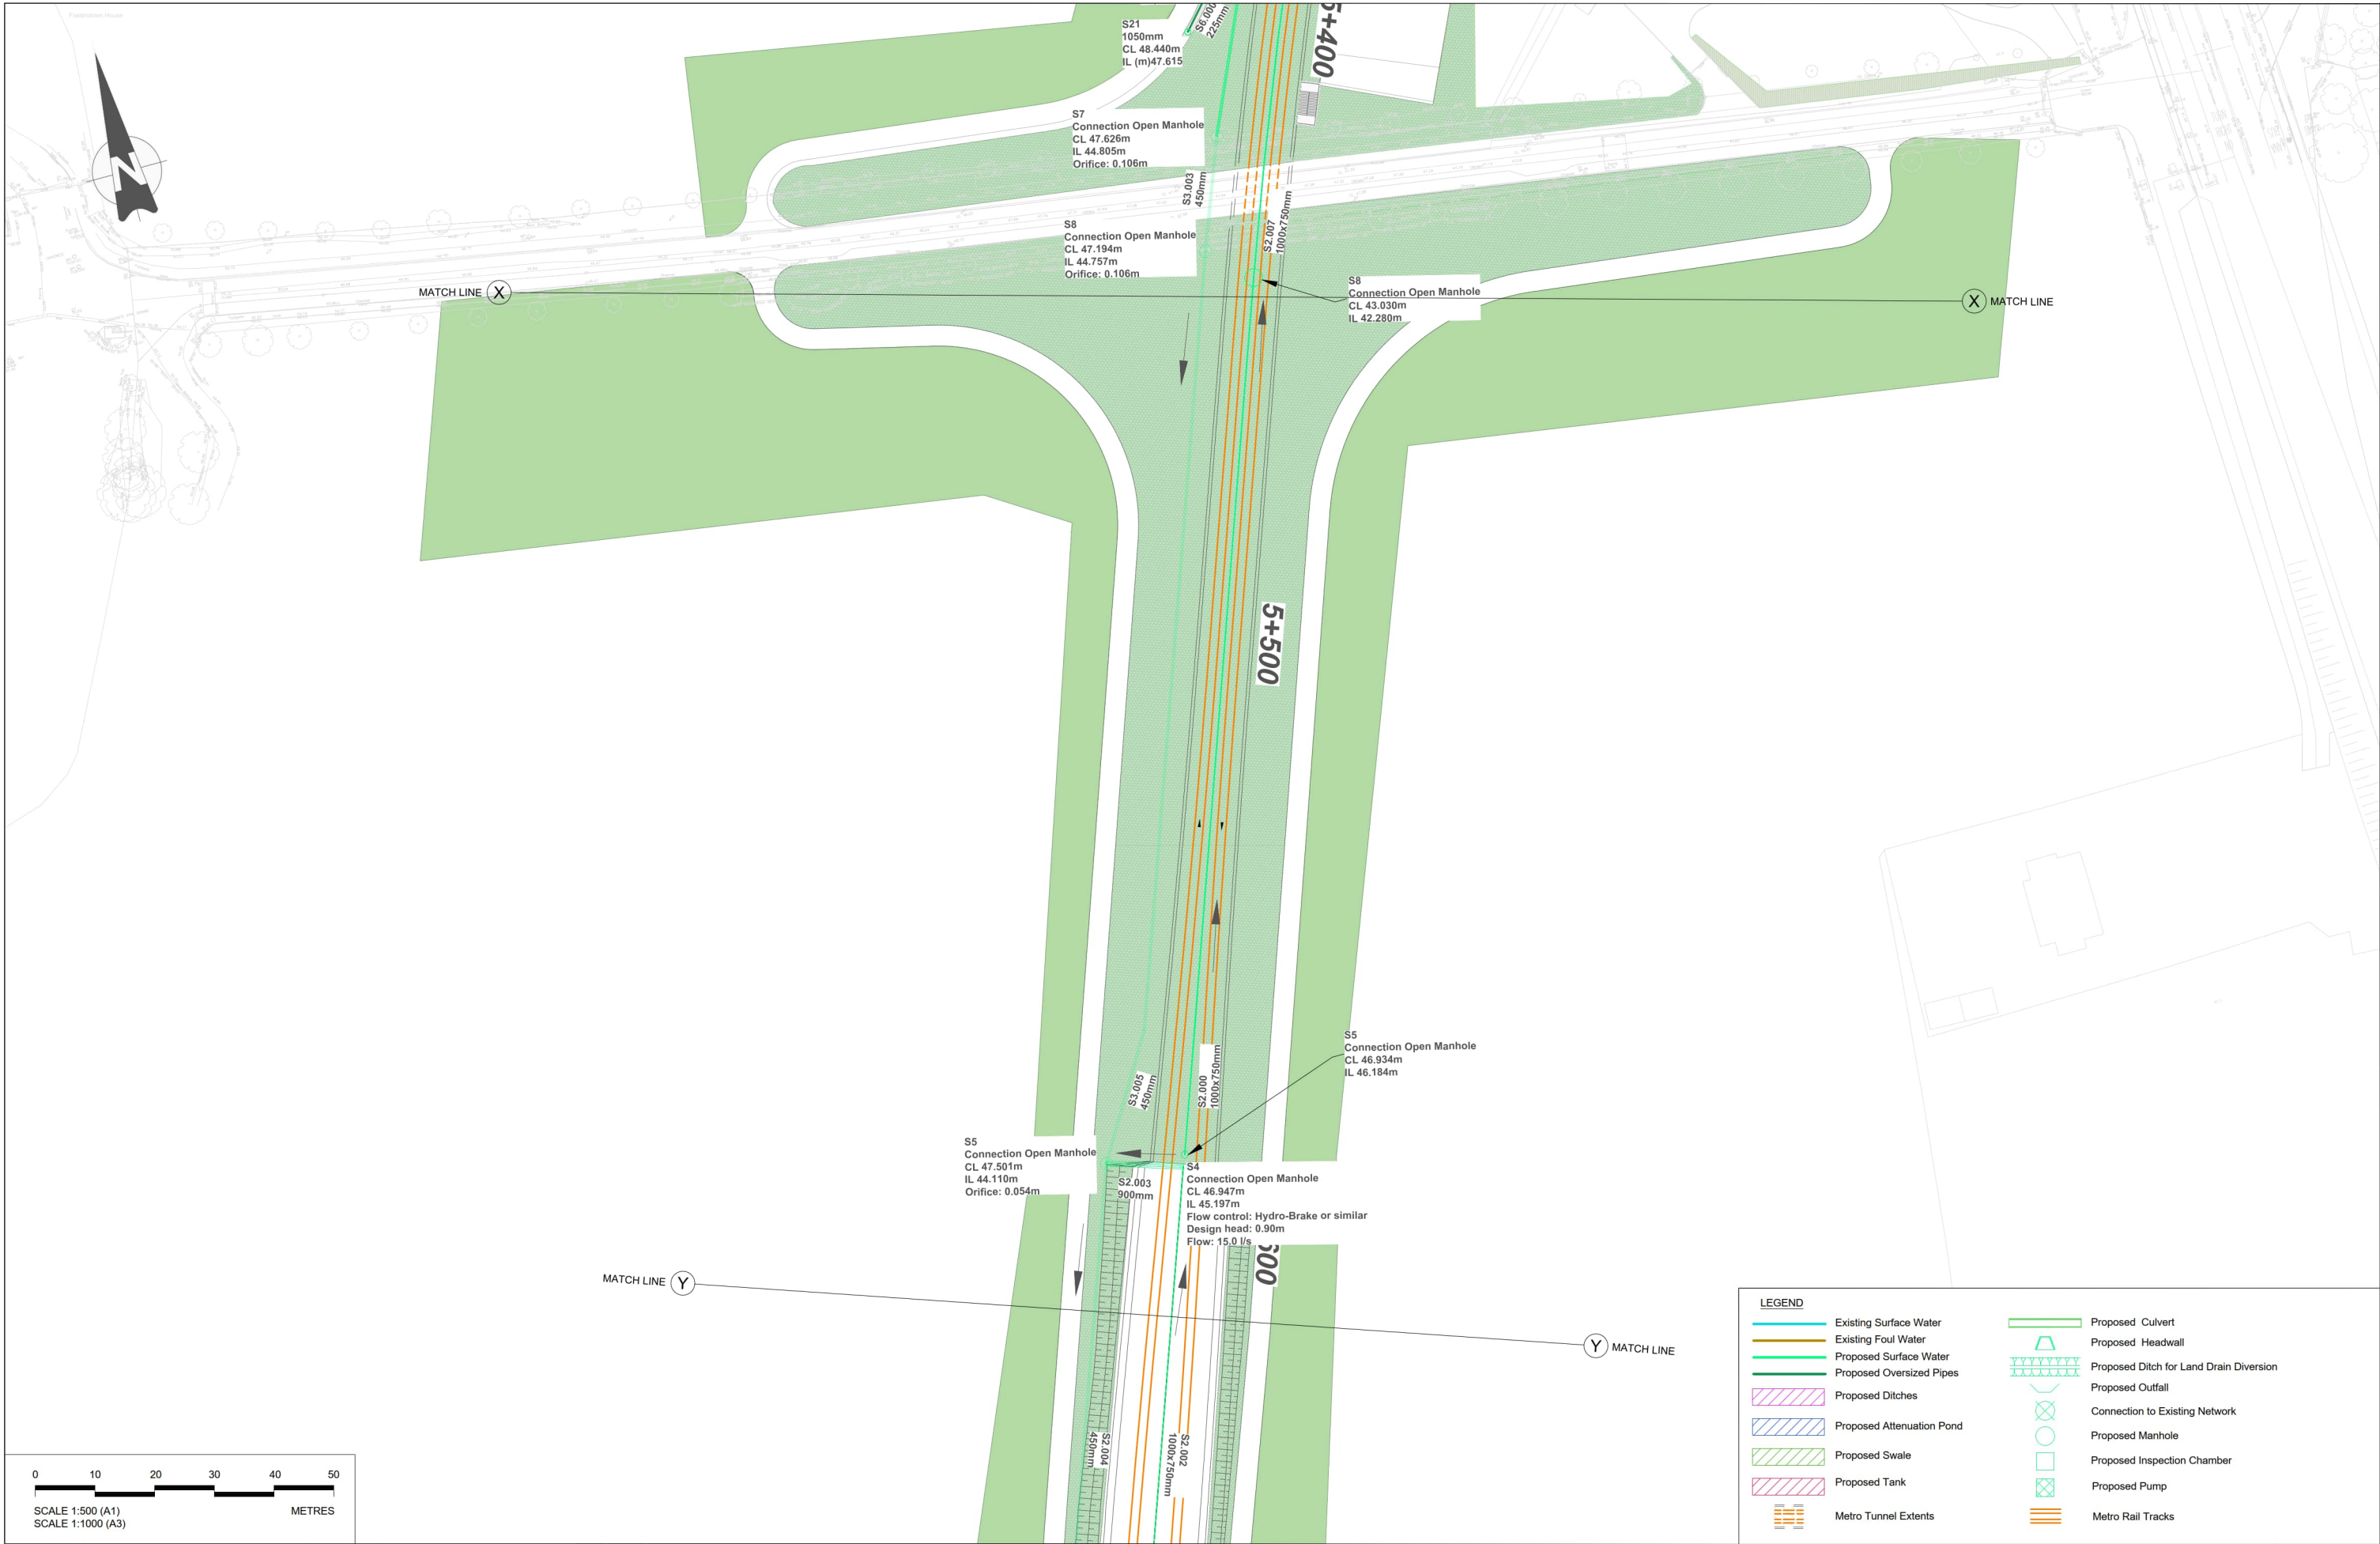 Fosterstown House
S21
1050mm
CL 48.440m
IL (m)47.615
S6.000
225mm
5+400
S7
Connection Open Manhole
CL 47.626m
IL 44.805m
Orifice: 0.106m
S3.003
450mm
S8
Connection Open Manhole
CL 47.194m
IL 44.757m
Orifice: 0.106m
S2.007
1000x750mm
S8
Connection Open Manhole
CL 43.030m
IL 42.280m
MATCH LINE X
X MATCH LINE
N
5+500
S5
Connection Open Manhole
CL 46.934m
IL 46.184m
S3.005
450mm
S2.000
1000x750mm
S5
Connection Open Manhole
CL 47.501m
IL 44.110m
Orifice: 0.054m
S2.003
900mm
S4
Connection Open Manhole
CL 46.947m
IL 45.197m
Flow control: Hydro-Brake or similar
Design head: 0.90m
Flow: 15.0 l/s
600
MATCH LINE Y
Y MATCH LINE
S2.004
450mm
S2.002
1000x750mm
0 10 20 30 40 50
SCALE 1:500 (A1) METRES
SCALE 1:1000 (A3)
LEGEND
Existing Surface Water
Existing Foul Water
Proposed Surface Water
Proposed Oversized Pipes
Proposed Ditches
Proposed Attenuation Pond
Proposed Swale
Proposed Tank
Metro Tunnel Extents
Proposed Culvert
Proposed Headwall
Proposed Ditch for Land Drain Diversion
Proposed Outfall
Connection to Existing Network
Proposed Manhole
Proposed Inspection Chamber
Proposed Pump
Metro Rail Tracks